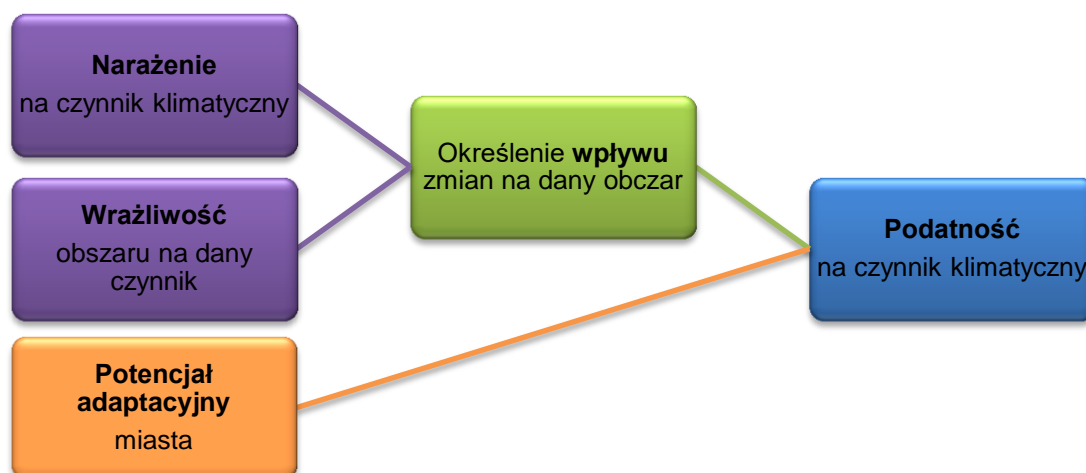 Narażenie
na czynnik klimatyczny
Wrażliwość
obszaru na dany
czynnik
Potencjał
adaptacyjny
miasta
Określenie wpływu
zmian na dany obczar
Podatność
na czynnik klimatyczny